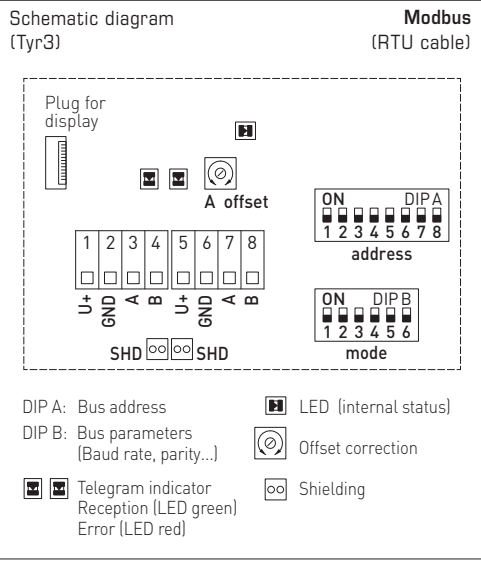 Schematic diagram
(Tyr3)
Modbus
(RTU cable)
Plug for
display
A offset
ON DIP A
1 2 3 4 5 6 7 8
address
1 2 3 4 5 6 7 8
U+ GND A B U+ GND A B
ON DIP B
1 2 3 4 5 6
mode
SHD SHD
DIP A: Bus address
DIP B: Bus parameters
(Baud rate, parity...)
Telegram indicator
Reception (LED green)
Error (LED red)
LED (internal status)
Offset correction
Shielding